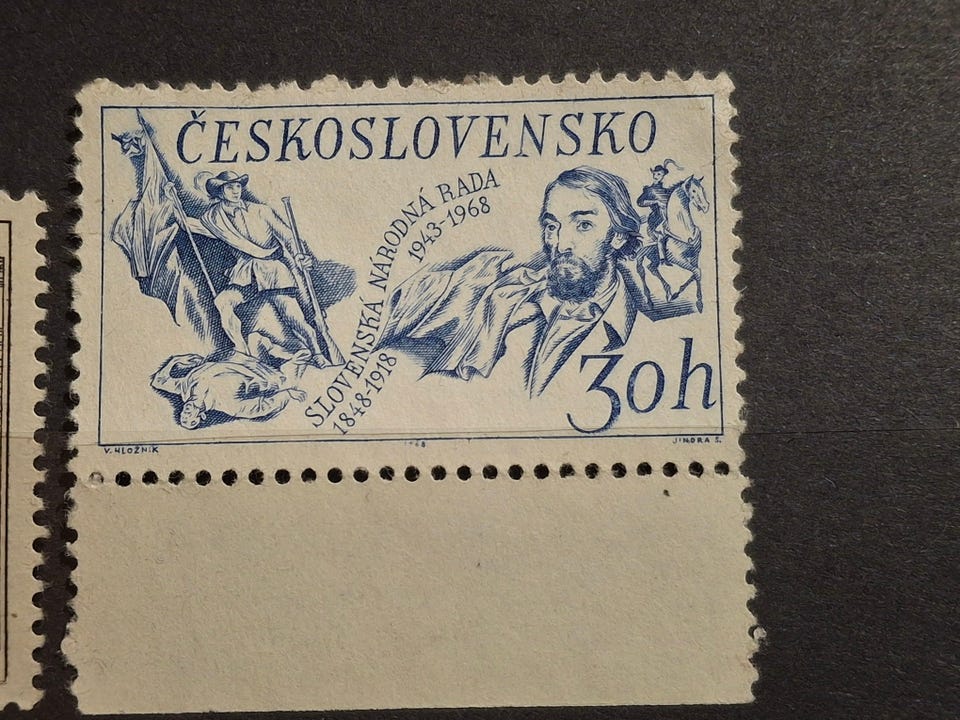 ČESKOSLOVENSKO
SLOVENSKÁ NÁRODNÁ RADA
1848-1918
1943-1968
30h
V. HLOŽNÍK
1968
JINDRA S.